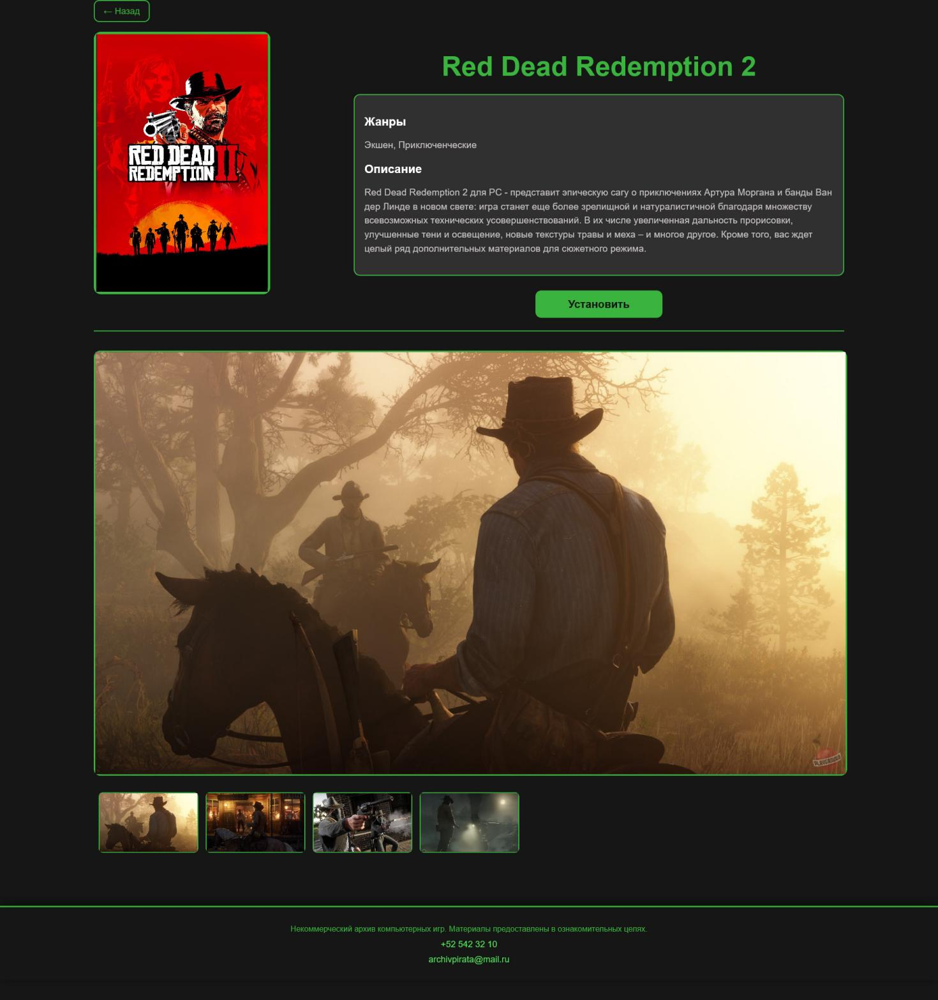 ← Назад
RED DEAD
REDEMPTION II
Red Dead Redemption 2
Жанры
Экшен, Приключенческие
Описание
Red Dead Redemption 2 для PC - представит эпическую сагу о приключениях Артура Моргана и банды Ван
дер Линде в новом свете: игра станет еще более зрелищной и натуралистичной благодаря множеству
всевозможных технических усовершенствований. В их числе увеличенная дальность прорисовки,
улучшенные тени и освещение, новые текстуры травы и меха – и многое другое. Кроме того, вас ждет
целый ряд дополнительных материалов для сюжетного режима.
Установить
PLAYGROUND
Некоммерческий архив компьютерных игр. Материалы предоставлены в ознакомительных целях.
+52 542 32 10
archivpirata@mail.ru